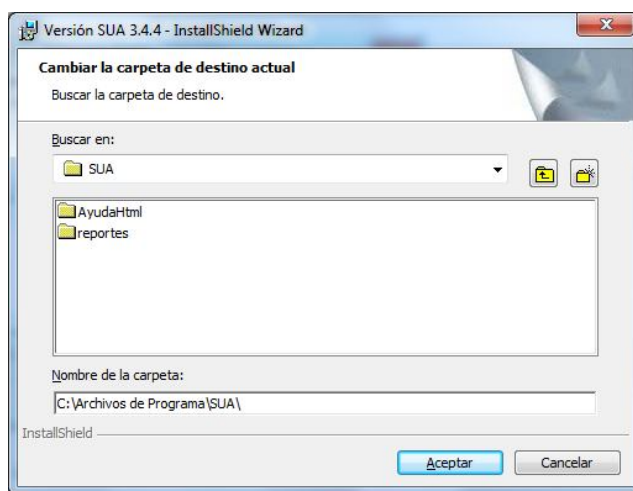 Versión SUA 3.4.4 - InstallShield Wizard
Cambiar la carpeta de destino actual
Buscar la carpeta de destino.
Buscar en:
SUA
AyudaHtml
reportes
Nombre de la carpeta:
C:\Archivos de Programa\SUA\
InstallShield
Aceptar
Cancelar